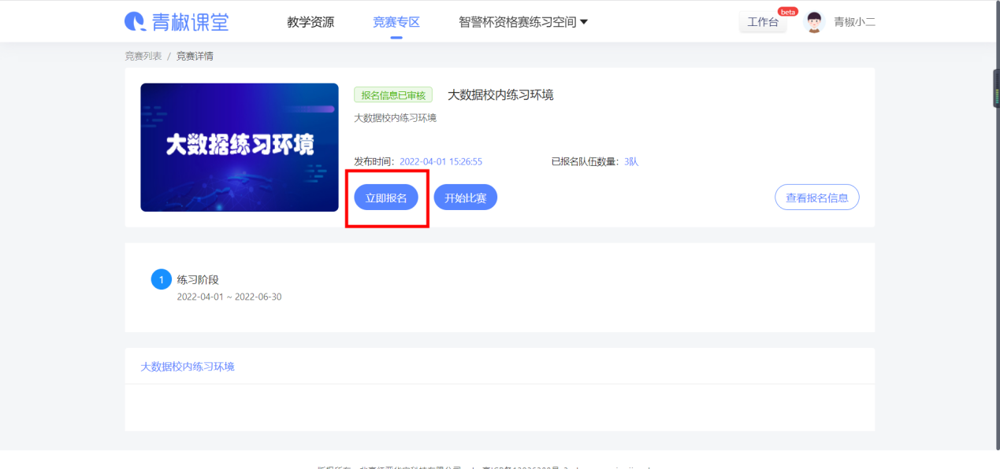 青椒课堂 教学资源 竞赛专区 智警杯资格赛练习空间 工作台 beta 青椒小二
竞赛列表 / 竞赛详情
大数据练习环境
报名信息已审核 大数据校内练习环境
大数据校内练习环境
发布时间：2022-04-01 15:26:55 已报名队伍数量：3队
立即报名 开始比赛 查看报名信息
1 练习阶段
2022-04-01 ~ 2022-06-30
大数据校内练习环境